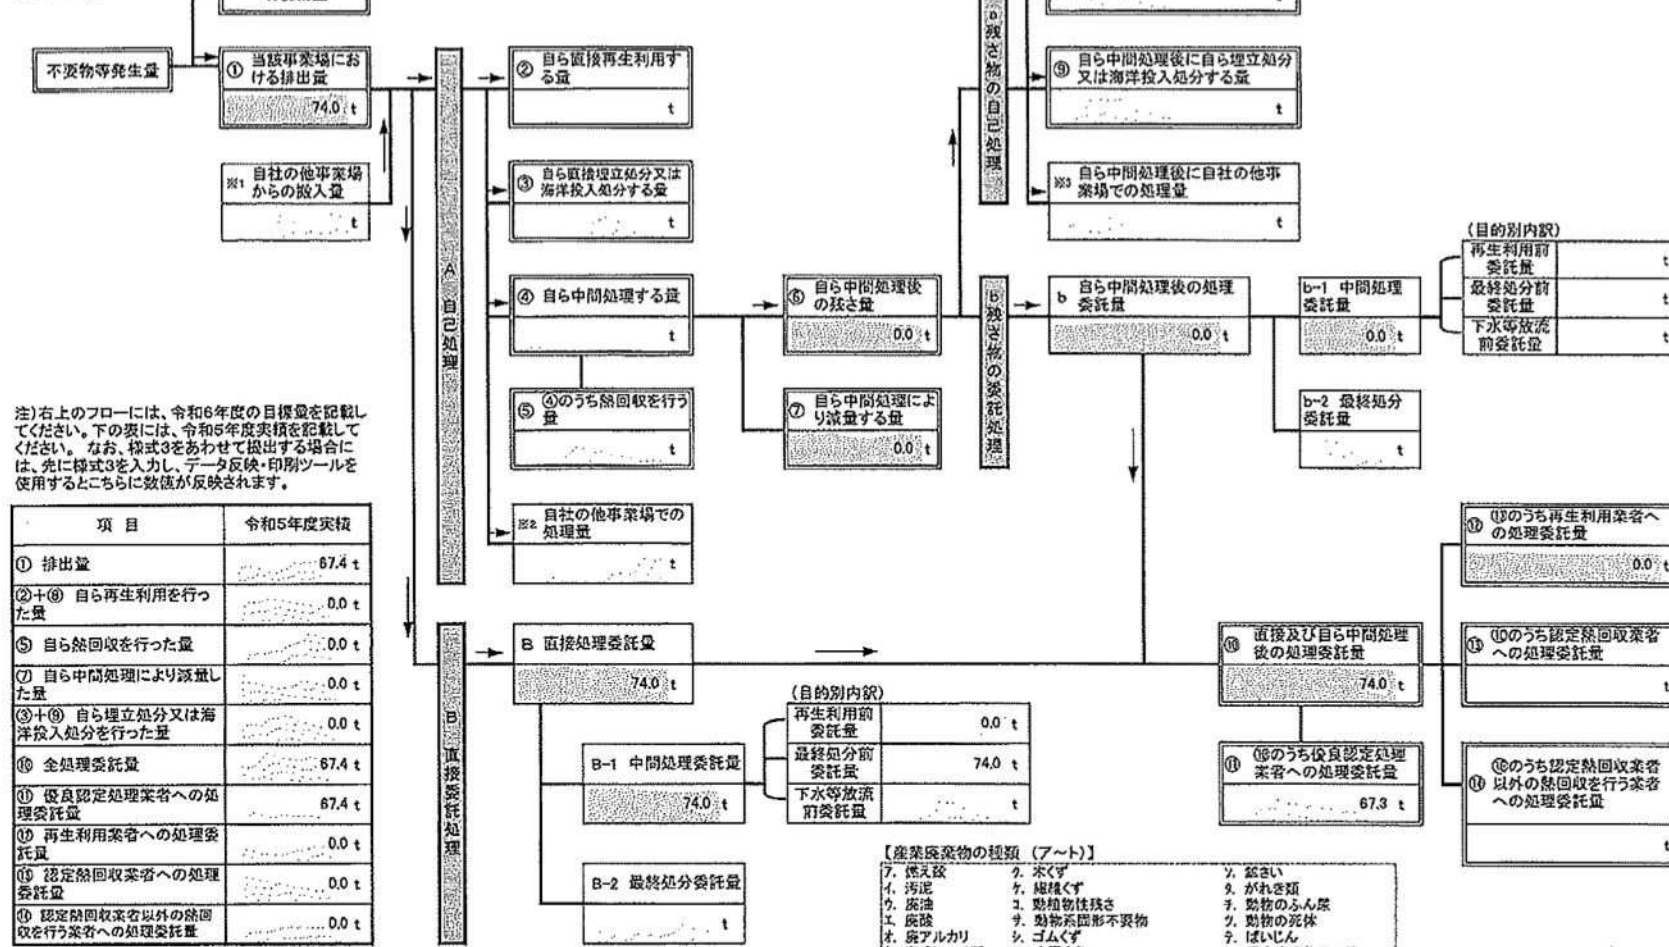 不要物等発生量
① 当該事業場にお
ける排出量
74.0 t
※1 自社の他事業場
からの搬入量
t
A 自己処理
② 自ら直接再生利用す
る量
t
③ 自ら直接埋立処分又は
海洋投入処分する量
t
④ 自ら中間処理する量
t
⑤ ④のうち熱回収を行う
量
t
※2 自社の他事業場での
処理量
t
⑥ 自ら中間処理後
の残さ量
0.0 t
⑦ 自ら中間処理によ
り減量する量
0.0 t
a 残さ物の自己処理
⑨ 自ら中間処理後に自ら埋立処分
又は海洋投入処分する量
t
※3 自ら中間処理後に自社の他事
業場での処理量
t
b 残さ物の委託処理
b 自ら中間処理後の処理
委託量
0.0 t
b-1 中間処理
委託量
0.0 t
b-2 最終処分
委託量
t
(目的別内訳)
再生利用前
委託量
t
最終処分前
委託量
t
下水等放流
前委託量
t
注)右上のフローには、令和6年度の目標量を記載し
てください。下の表には、令和5年度実績を記載して
ください。 なお、様式3をあわせて提出する場合に
は、先に様式3を入力し、データ反映・印刷ツールを
使用するとこちらに数値が反映されます。
項 目 令和5年度実績
① 排出量 67.4 t
②+⑧ 自ら再生利用を行っ
た量 0.0 t
⑤ 自ら熱回収を行った量 0.0 t
⑦ 自ら中間処理により減量し
た量 0.0 t
③+⑨ 自ら埋立処分又は海
洋投入処分を行った量 0.0 t
⑩ 全処理委託量 67.4 t
⑪ 優良認定処理業者への処
理委託量 67.4 t
⑫ 再生利用業者への処理委
託量 0.0 t
⑬ 認定熱回収業者への処理
委託量 0.0 t
⑭ 認定熱回収業者以外の熱回
収を行う業者への処理委託量 0.0 t
B 直接委託処理
B 直接処理委託量
74.0 t
B-1 中間処理委託量
74.0 t
B-2 最終処分委託量
t
(目的別内訳)
再生利用前
委託量 0.0 t
最終処分前
委託量 74.0 t
下水等放流
前委託量 t
⑩ 直接及び自ら中間処理
後の処理委託量
74.0 t
⑪ ⑩のうち優良認定処理
業者への処理委託量
67.3 t
⑫ ⑩のうち再生利用業者へ
の処理委託量
0.0 t
⑬ ⑩のうち認定熱回収業者
への処理委託量
t
⑭ ⑩のうち認定熱回収業者
以外の熱回収を行う業者
への処理委託量
t
【産業廃棄物の種類 (ア~ト)】
ア. 燃え殻 ク. 木くず ソ. 鉱さい
イ. 汚泥 ケ. 繊維くず タ. がれき類
ウ. 廃油 コ. 動植物性残さ チ. 動物のふん尿
エ. 廃酸 サ. 動物系固形不要物 ツ. 動物の死体
オ. 廃アルカリ シ. ゴムくず テ. ばいじん